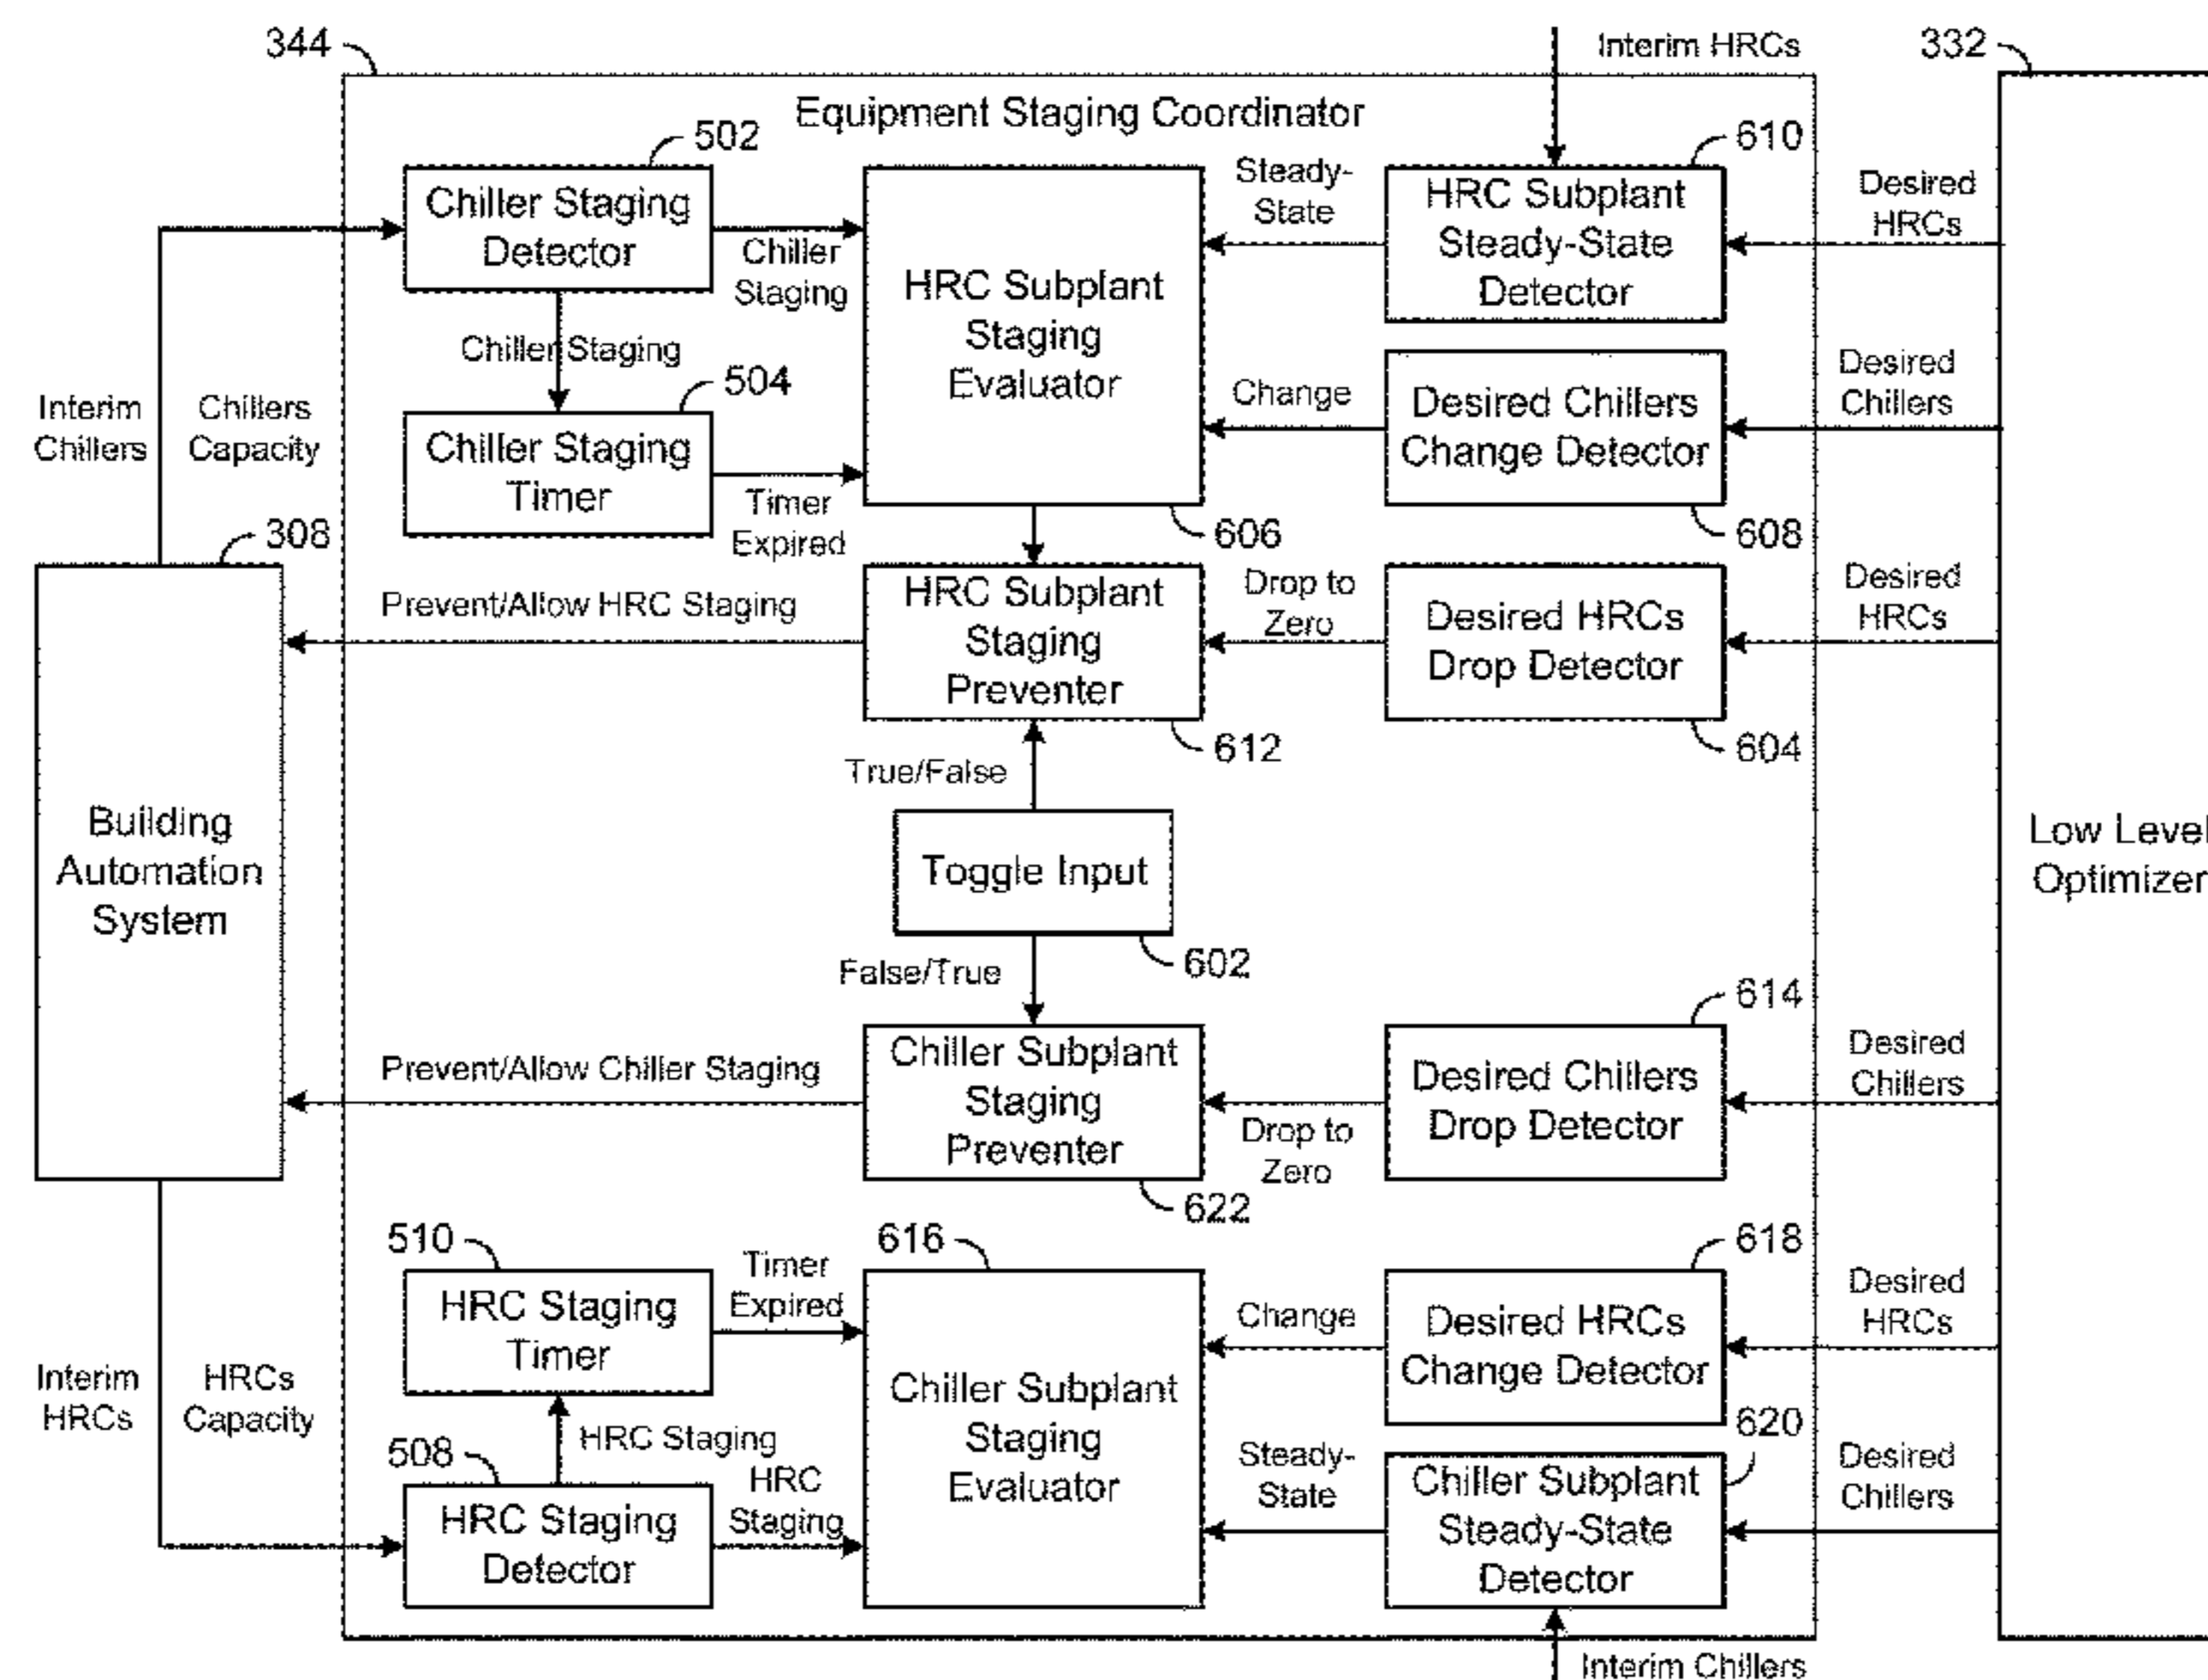 344
Interim HRCs
332
Equipment Staging Coordinator
502
610
Chiller Staging
Detector
Chiller
Staging
HRC Subplant
Staging
Evaluator
Steady-
State
HRC Subplant
Steady-State
Detector
Desired
HRCs
Chiller Staging
504
Interim
Chillers
Chillers
Capacity
Chiller Staging
Timer
Timer
Expired
Change
Desired Chillers
Change Detector
Desired
Chillers
308
606
608
Prevent/Allow HRC Staging
HRC Subplant
Staging
Preventer
Drop to
Zero
Desired HRCs
Drop Detector
Desired
HRCs
612
604
True/False
Building
Automation
System
Toggle Input
Low Level
Optimizer
602
False/True
614
Prevent/Allow Chiller Staging
Chiller Subplant
Staging
Preventer
Drop to
Zero
Desired Chillers
Drop Detector
Desired
Chillers
622
510
616
618
HRC Staging
Timer
Timer
Expired
Chiller Subplant
Staging
Evaluator
Change
Desired HRCs
Change Detector
Desired
HRCs
Interim
HRCs
HRCs
Capacity
HRC Staging
508
620
HRC Staging
Detector
HRC
Staging
Steady-
State
Chiller Subplant
Steady-State
Detector
Desired
Chillers
Interim Chillers